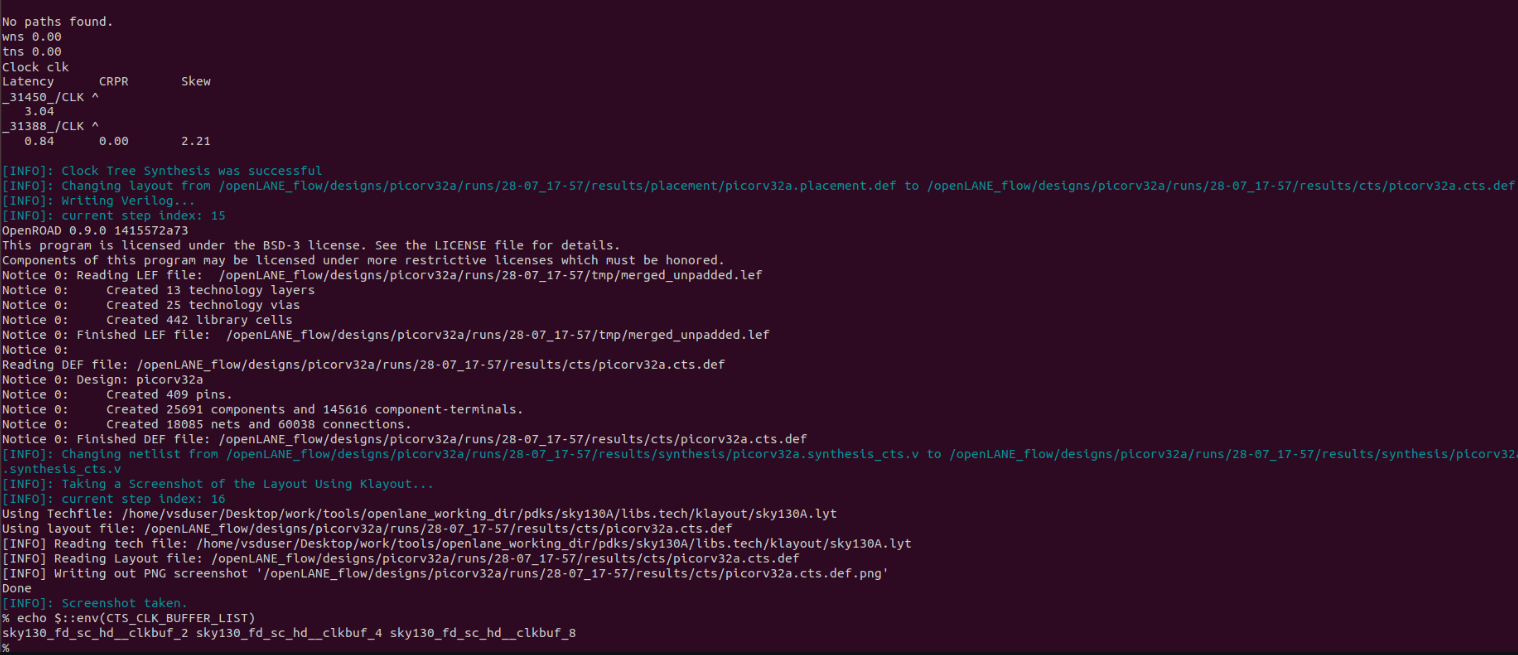 No paths found.
wns 0.00
tns 0.00
Clock clk
Latency      CRPR       Skew
_31450_/CLK ^
   3.04
_31388_/CLK ^
   0.84      0.00       2.21
[INFO]: Clock Tree Synthesis was successful
[INFO]: Changing layout from /openLANE_flow/designs/picorv32a/runs/28-07_17-57/results/placement/picorv32a.placement.def to /openLANE_flow/designs/picorv32a/runs/28-07_17-57/results/cts/picorv32a.cts.def
[INFO]: Writing Verilog...
[INFO]: current step index: 15
OpenROAD 0.9.0 1415572a73
This program is licensed under the BSD-3 license. See the LICENSE file for details.
Components of this program may be licensed under more restrictive licenses which must be honored.
Notice 0: Reading LEF file:  /openLANE_flow/designs/picorv32a/runs/28-07_17-57/tmp/merged_unpadded.lef
Notice 0:     Created 13 technology layers
Notice 0:     Created 25 technology vias
Notice 0:     Created 442 library cells
Notice 0: Finished LEF file:  /openLANE_flow/designs/picorv32a/runs/28-07_17-57/tmp/merged_unpadded.lef
Notice 0:
Reading DEF file: /openLANE_flow/designs/picorv32a/runs/28-07_17-57/results/cts/picorv32a.cts.def
Notice 0: Design: picorv32a
Notice 0:     Created 409 pins.
Notice 0:     Created 25691 components and 145616 component-terminals.
Notice 0:     Created 18085 nets and 60038 connections.
Notice 0: Finished DEF file: /openLANE_flow/designs/picorv32a/runs/28-07_17-57/results/cts/picorv32a.cts.def
[INFO]: Changing netlist from /openLANE_flow/designs/picorv32a/runs/28-07_17-57/results/synthesis/picorv32a.synthesis_cts.v to /openLANE_flow/designs/picorv32a/runs/28-07_17-57/results/synthesis/picorv32a
.synthesis_cts.v
[INFO]: Taking a Screenshot of the Layout Using Klayout...
[INFO]: current step index: 16
Using Techfile: /home/vsduser/Desktop/work/tools/openlane_working_dir/pdks/sky130A/libs.tech/klayout/sky130A.lyt
Using layout file: /openLANE_flow/designs/picorv32a/runs/28-07_17-57/results/cts/picorv32a.cts.def
[INFO] Reading tech file: /home/vsduser/Desktop/work/tools/openlane_working_dir/pdks/sky130A/libs.tech/klayout/sky130A.lyt
[INFO] Reading Layout file: /openLANE_flow/designs/picorv32a/runs/28-07_17-57/results/cts/picorv32a.cts.def
[INFO] Writing out PNG screenshot '/openLANE_flow/designs/picorv32a/runs/28-07_17-57/results/cts/picorv32a.cts.def.png'
Done
[INFO]: Screenshot taken.
% echo $::env(CTS_CLK_BUFFER_LIST)
sky130_fd_sc_hd__clkbuf_2 sky130_fd_sc_hd__clkbuf_4 sky130_fd_sc_hd__clkbuf_8
%